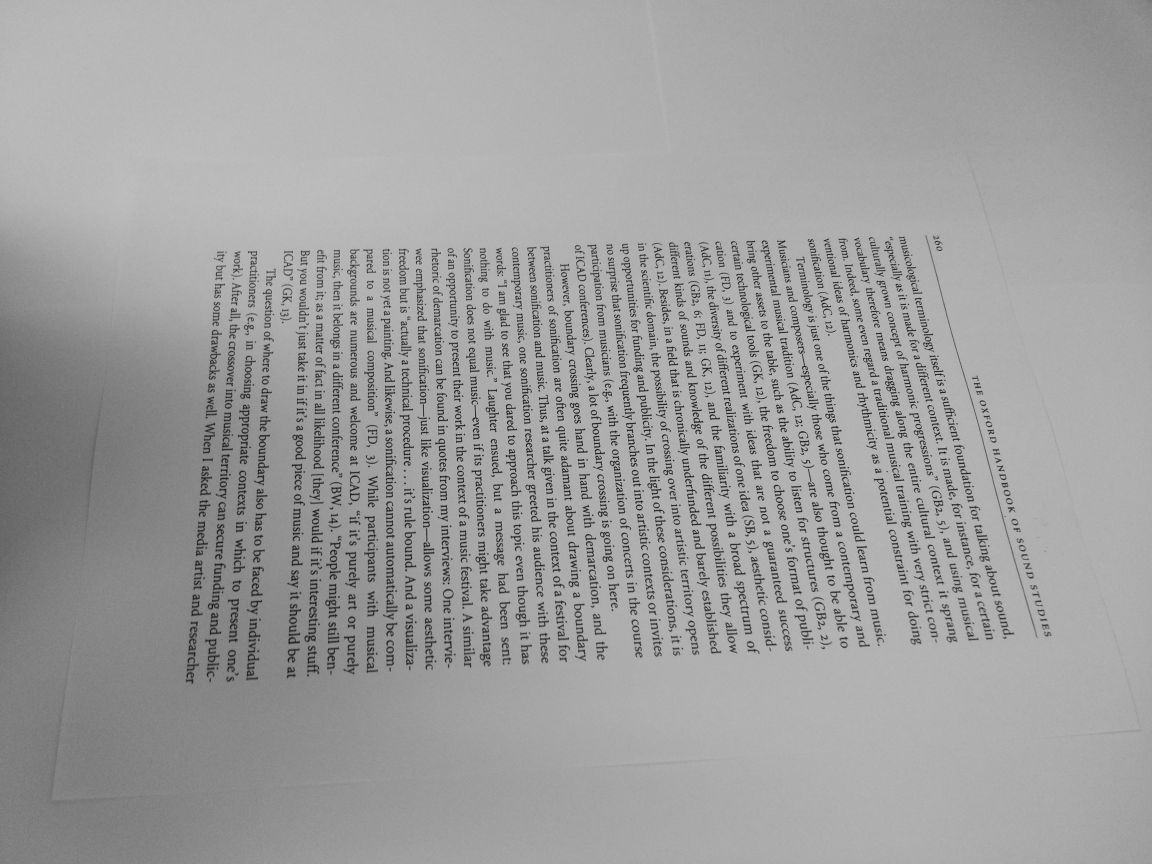 260 THE OXFORD HANDBOOK OF SOUND STUDIES
musicological terminology itself is a sufficient foundation for talking about sound,
"especially as it is made for a different context. It is made, for instance, for a certain
culturally grown concept of harmonic progressions" (GB2, 5), and using musical
vocabulary therefore means dragging along the entire cultural context it sprang
from. Indeed, some even regard a traditional musical training with very strict con-
ventional ideas of harmonics and rhythmicity as a potential constraint for doing
sonification (AdC, 12).
Terminology is just one of the things that sonification could learn from music.
Musicians and composers—especially those who come from a contemporary and
experimental musical tradition (AdC, 12; GB2, 5)—are also thought to be able to
bring other assets to the table, such as the ability to listen for structures (GB2, 2),
certain technological tools (GK, 12), the freedom to choose one's format of publi-
cation (FD, 3) and to experiment with ideas that are not a guaranteed success
(AdC, 11), the diversity of different realizations of one idea (SB, 5), aesthetic consid-
erations (GB2, 6; FD, 11; GK, 12), and the familiarity with a broad spectrum of
different kinds of sounds and knowledge of the different possibilities they allow
(AdC, 12). Besides, in a field that is chronically underfunded and barely established
in the scientific domain, the possibility of crossing over into artistic territory opens
up opportunities for funding and publicity. In the light of these considerations, it is
no surprise that sonification frequently branches out into artistic contexts or invites
participation from musicians (e.g., with the organization of concerts in the course
of ICAD conferences). Clearly, a lot of boundary crossing is going on here.
However, boundary crossing goes hand in hand with demarcation, and the
practitioners of sonification are often quite adamant about drawing a boundary
between sonification and music. Thus, at a talk given in the context of a festival for
contemporary music, one sonification researcher greeted his audience with these
words: "I am glad to see that you dared to approach this topic even though it has
nothing to do with music." Laughter ensued, but a message had been sent:
Sonification does not equal music—even if its practitioners might take advantage
of an opportunity to present their work in the context of a music festival. A similar
rhetoric of demarcation can be found in quotes from my interviews: One intervie-
wee emphasized that sonification—just like visualization—allows some aesthetic
freedom but is "actually a technical procedure . . . it's rule bound. And a visualiza-
tion is not yet a painting. And likewise, a sonification cannot automatically be com-
pared to a musical composition" (FD, 3). While participants with musical
backgrounds are numerous and welcome at ICAD, "if it's purely art or purely
music, then it belongs in a different conference" (BW, 14). "People might still ben-
efit from it; as a matter of fact in all likelihood [they] would if it's interesting stuff.
But you wouldn't just take it in if it's a good piece of music and say it should be at
ICAD" (GK, 13).
The question of where to draw the boundary also has to be faced by individual
practitioners (e.g., in choosing appropriate contexts in which to present one's
work). After all, the crossover into musical territory can secure funding and public-
ity but has some drawbacks as well. When I asked the media artist and researcher